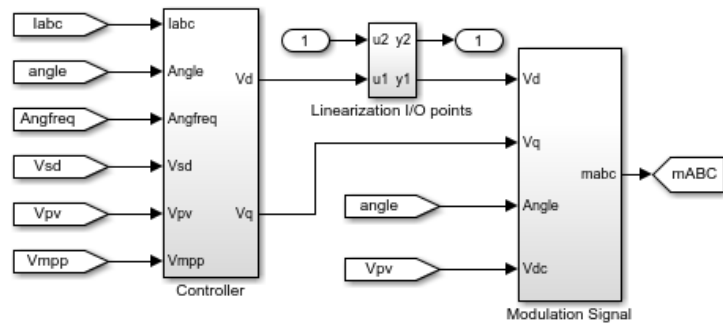 Iabc
angle
Angfreq
Vsd
Vpv
Vmpp
Iabc
Angle
Angfreq
Vsd
Vpv
Vmpp
Vd
Vq
Controller
1
u2 y2
u1 y1
1
Linearization I/O points
angle
Vpv
Vd
Vq
Angle
Vdc
mabc
Modulation Signal
mABC